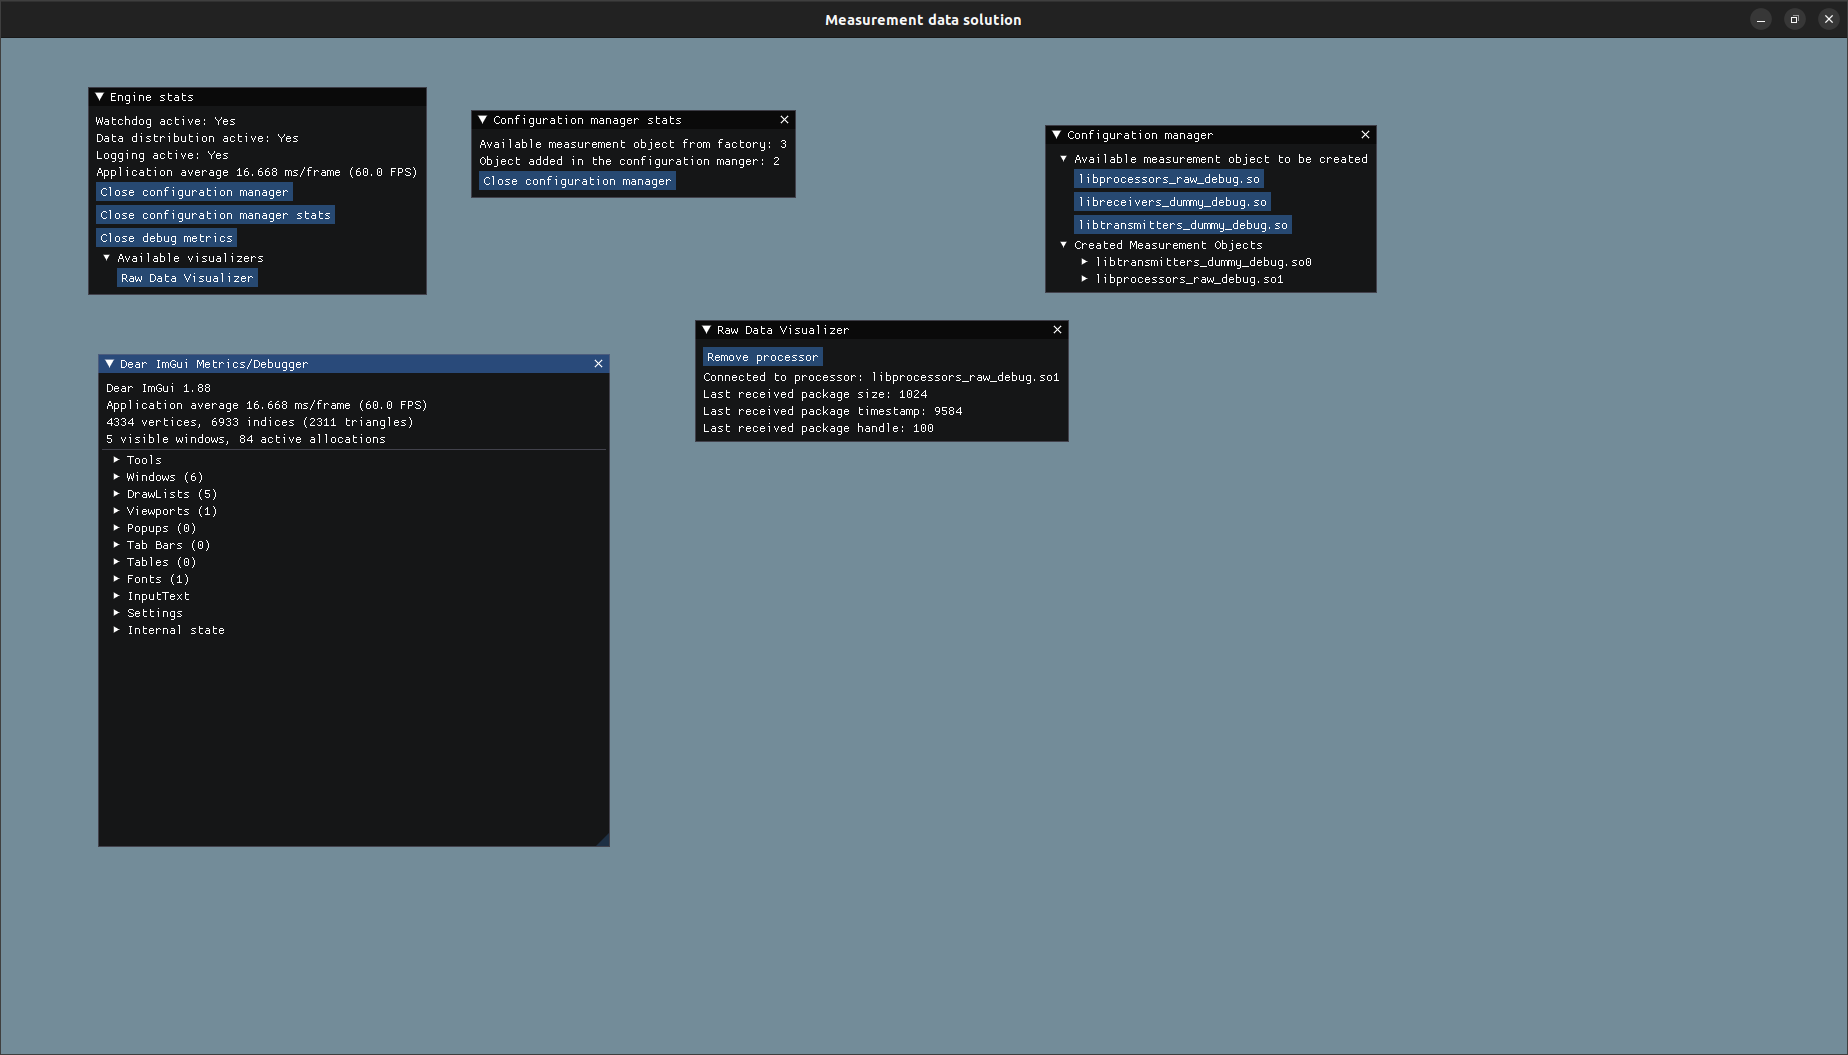 Measurement data solution
Engine stats
Watchdog active: Yes
Data distribution active: Yes
Logging active: Yes
Application average 16.668 ms/frame (60.0 FPS)
Close configuration manager
Close configuration manager stats
Close debug metrics
Available visualizers
Raw Data Visualizer
Configuration manager stats
Available measurement object from factory: 3
Object added in the configuration manger: 2
Close configuration manager
Configuration manager
Available measurement object to be created
libprocessors_raw_debug.so
libreceivers_dummy_debug.so
libtransmitters_dummy_debug.so
Created Measurement Objects
libtransmitters_dummy_debug.so0
libprocessors_raw_debug.so1
Raw Data Visualizer
Remove processor
Connected to processor: libprocessors_raw_debug.so1
Last received package size: 1024
Last received package timestamp: 9584
Last received package handle: 100
Dear ImGui Metrics/Debugger
Dear ImGui 1.88
Application average 16.668 ms/frame (60.0 FPS)
4334 vertices, 6933 indices (2311 triangles)
5 visible windows, 84 active allocations
Tools
Windows (6)
DrawLists (5)
Viewports (1)
Popups (0)
Tab Bars (0)
Tables (0)
Fonts (1)
InputText
Settings
Internal state